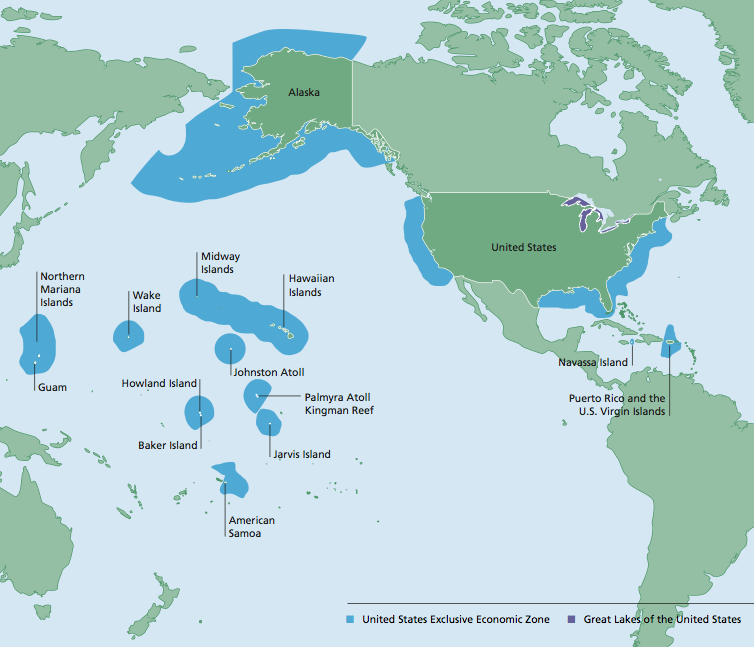 Alaska
United States
Midway
Islands
Hawaiian
Islands
Northern
Mariana
Islands
Wake
Island
Guam
Johnston Atoll
Howland Island
Palmyra Atoll
Kingman Reef
Baker Island
Jarvis Island
American
Samoa
Navassa Island
Puerto Rico and the
U.S. Virgin Islands
United States Exclusive Economic Zone
Great Lakes of the United States